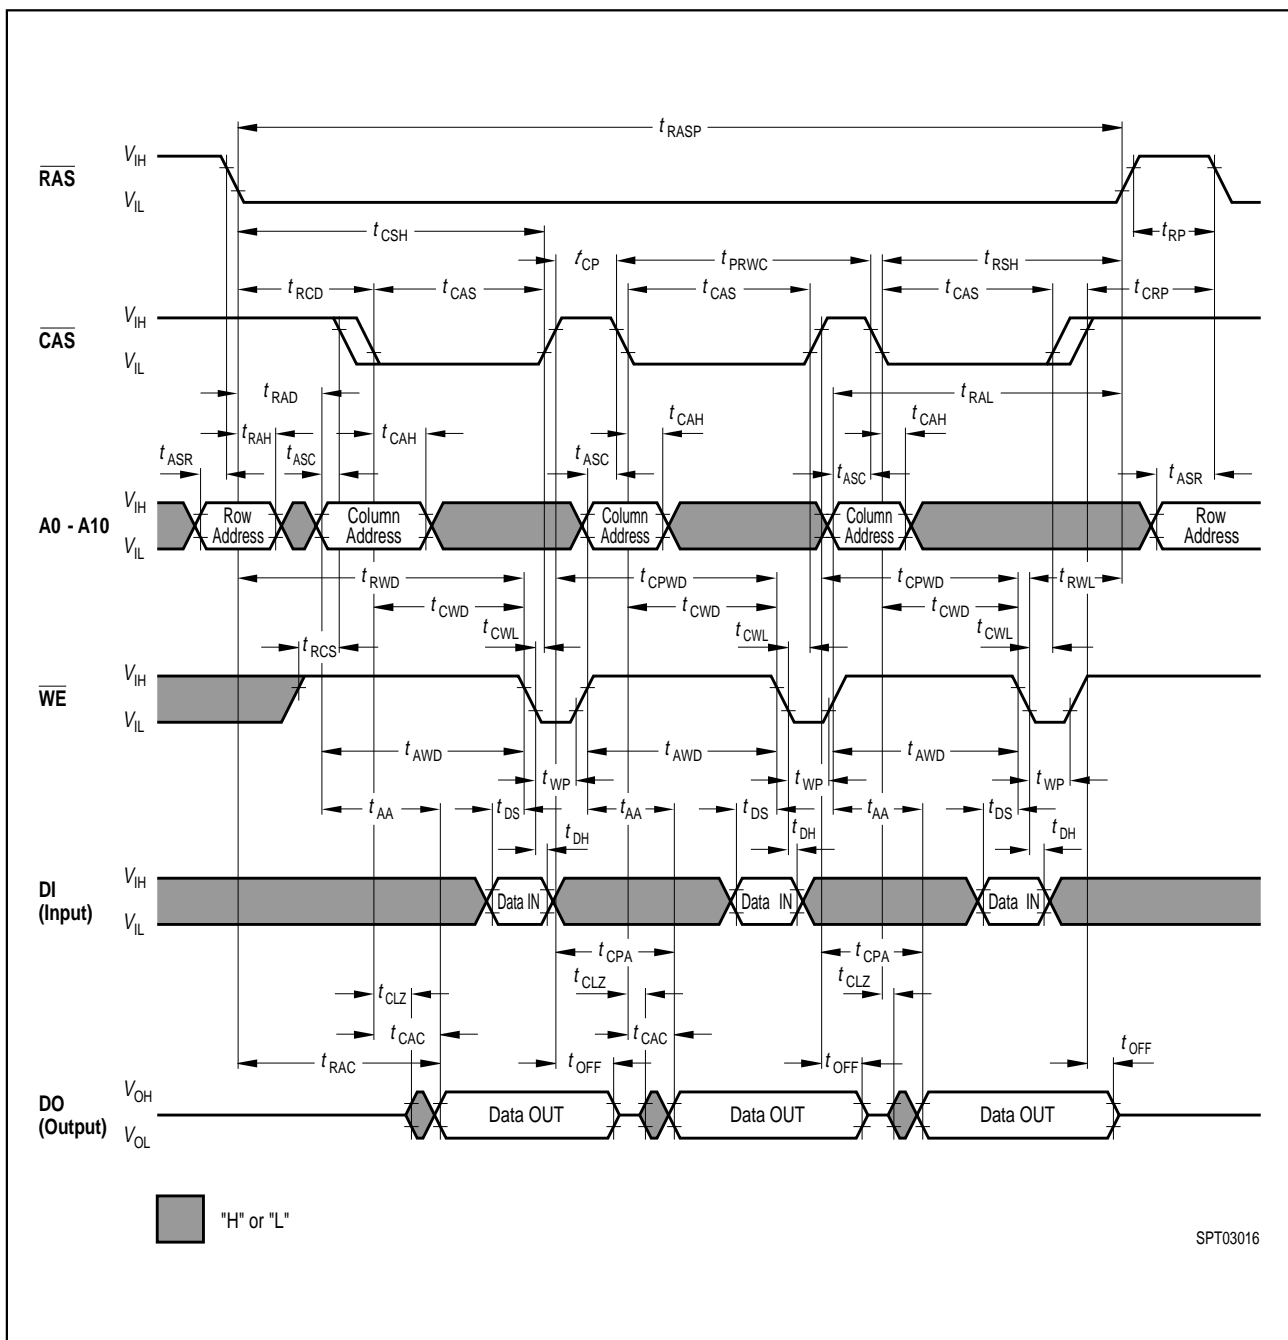 tRASP
RAS
VIH
VIL
tCSH
tRP
tCP
tPRWC
tRSH
tRCD
tCAS
tCAS
tCAS
tCRP
CAS
VIH
VIL
tRAD
tRAL
tRAH
tCAH
tCAH
tCAH
tASR
tASC
tASC
tASC
tASR
A0 - A10
VIH
VIL
Row Address
Column Address
Column Address
Column Address
Row Address
tRWD
tCPWD
tCPWD
tRWL
tCWD
tCWD
tCWD
tCWL
tCWL
tCWL
tRCS
WE
VIH
VIL
tAWD
tAWD
tAWD
tWP
tWP
tWP
tAA
tDS
tAA
tDS
tAA
tDS
tDH
tDH
tDH
DI
(Input)
VIH
VIL
Data IN
Data IN
Data IN
tCPA
tCPA
tCLZ
tCLZ
tCLZ
tCAC
tCAC
tRAC
tOFF
tOFF
tOFF
DO
(Output)
VOH
VOL
Data OUT
Data OUT
Data OUT
"H" or "L"
SPT03016